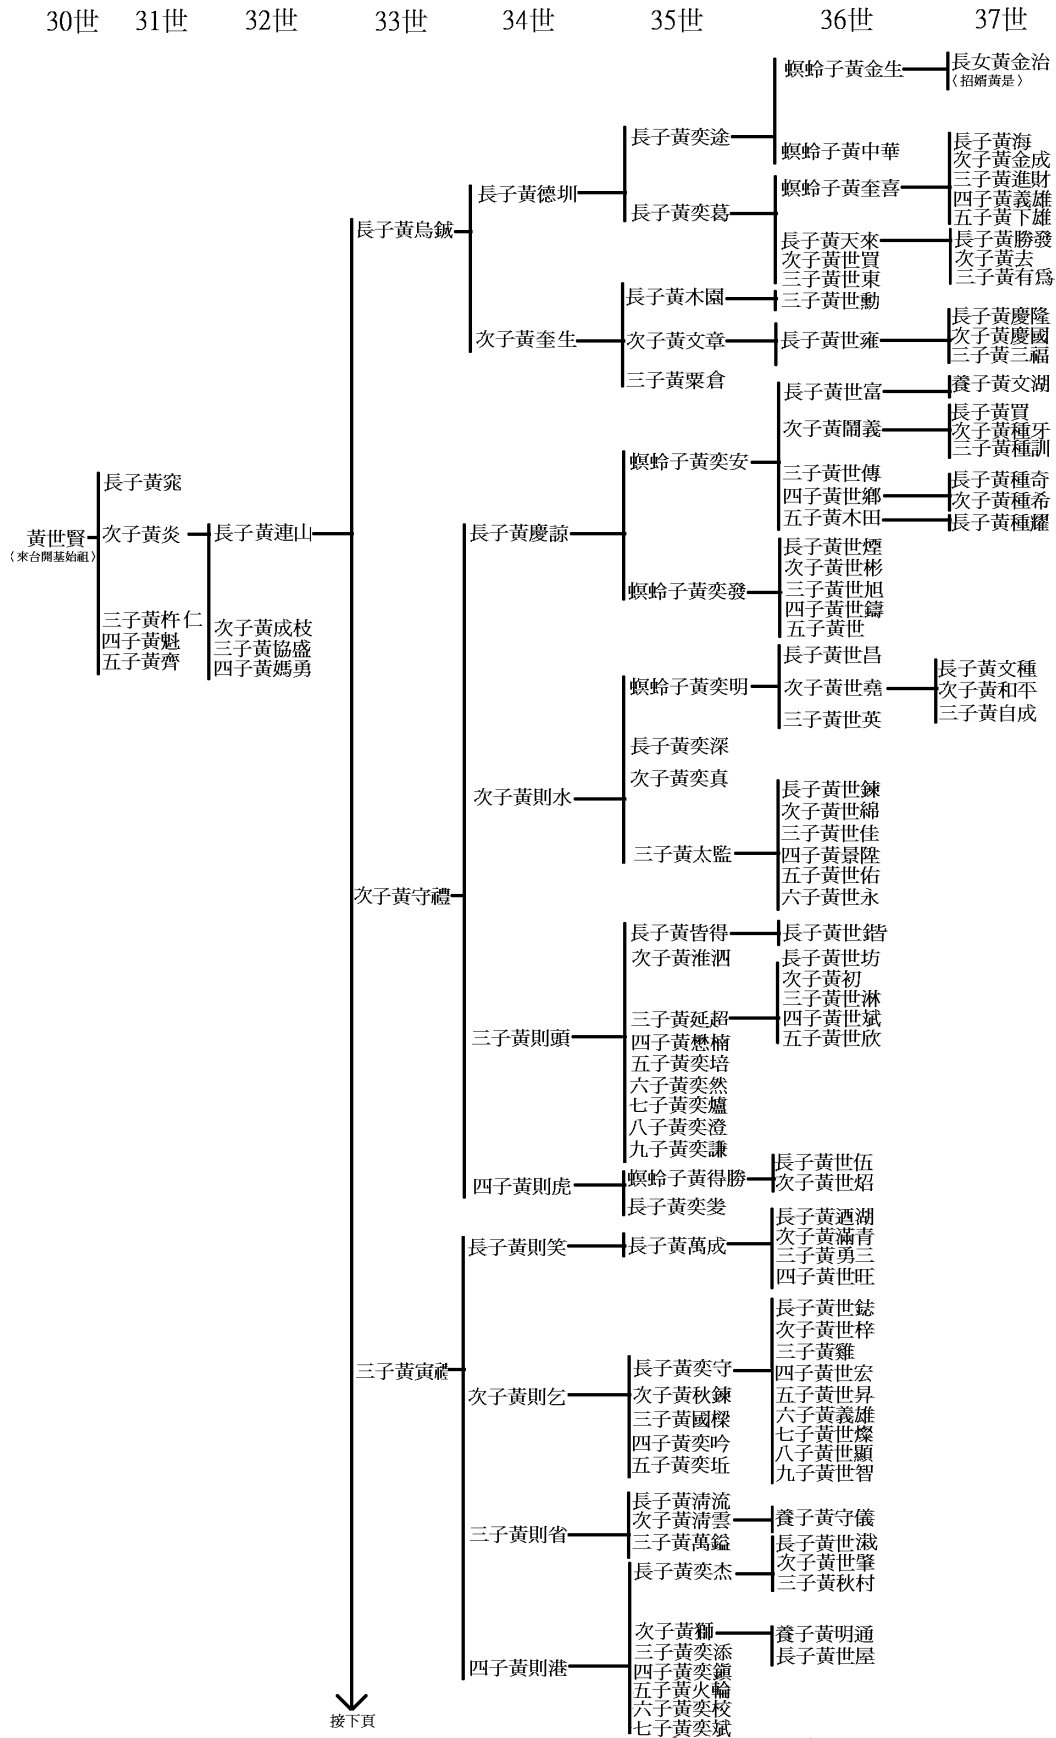 30世 31世 32世 33世 34世 35世 36世 37世
黃世賢
（來台開基始祖）
長子黃窕
次子黃炎
三子黃杵仁
四子黃魁
五子黃齊
長子黃連山
次子黃成枝
三子黃協盛
四子黃媽勇
長子黃烏鋮
次子黃守禮
三子黃寅禮
接下頁
長子黃德圳
次子黃奎生
長子黃慶諒
次子黃則水
三子黃則頭
四子黃則虎
長子黃則笑
次子黃則乞
三子黃則省
四子黃則港
長子黃奕途
長子黃奕葛
長子黃木園
次子黃文章
三子黃粟倉
螟蛉子黃奕安
螟蛉子黃奕發
螟蛉子黃奕明
長子黃奕深
次子黃奕真
三子黃太監
長子黃皆得
次子黃淮泗
三子黃延超
四子黃懋楠
五子黃奕培
六子黃奕然
七子黃奕爐
八子黃奕澄
九子黃奕謙
螟蛉子黃得勝
長子黃奕
長子黃萬成
長子黃奕守
次子黃秋鍊
三子黃國樑
四子黃奕吟
五子黃奕坵
長子黃清流
次子黃清雲
三子黃萬鎰
長子黃奕杰
次子黃獅
三子黃奕添
四子黃奕鎮
五子黃火輪
六子黃奕校
七子黃奕斌
螟蛉子黃金生
螟蛉子黃中華
螟蛉子黃奎喜
長子黃天來
次子黃世買
三子黃世東
三子黃世勳
長子黃世雍
長子黃世富
次子黃鬧義
三子黃世傳
四子黃世鄉
五子黃木田
長子黃世煙
次子黃世彬
三子黃世旭
四子黃世鑄
五子黃世
長子黃世昌
次子黃世堯
三子黃世英
長子黃世鍊
次子黃世綿
三子黃世佳
四子黃景陞
五子黃世佑
六子黃世永
長子黃世鍇
長子黃世坊
次子黃初
三子黃世淋
四子黃世斌
五子黃世欣
長子黃世伍
次子黃世炤
長子黃迺湖
次子黃滿青
三子黃勇三
四子黃世旺
長子黃世鋕
次子黃世梓
三子黃雞
四子黃世宏
五子黃世昇
六子黃義雄
七子黃世燦
八子黃世顯
九子黃世智
養子黃守儀
長子黃世
次子黃世肇
三子黃秋村
養子黃明通
長子黃世屋
長女黃金治
（招婿黃是）
長子黃海
次子黃金成
三子黃進財
四子黃義雄
五子黃下雄
長子黃勝發
次子黃去
三子黃有為
長子黃慶隆
次子黃慶國
三子黃三福
養子黃文湖
長子黃買
次子黃種牙
三子黃種訓
長子黃種奇
次子黃種希
長子黃種耀
長子黃文種
次子黃和平
三子黃自成